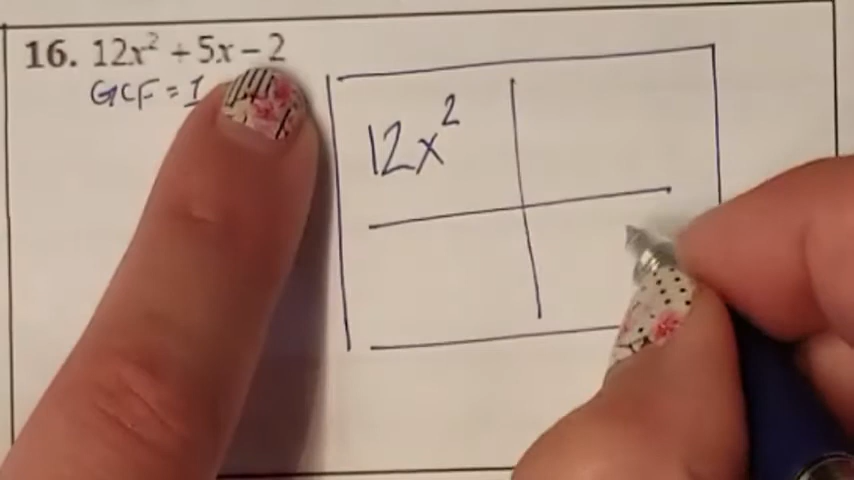 16. 12x² + 5x − 2
GCF = 1
12x²